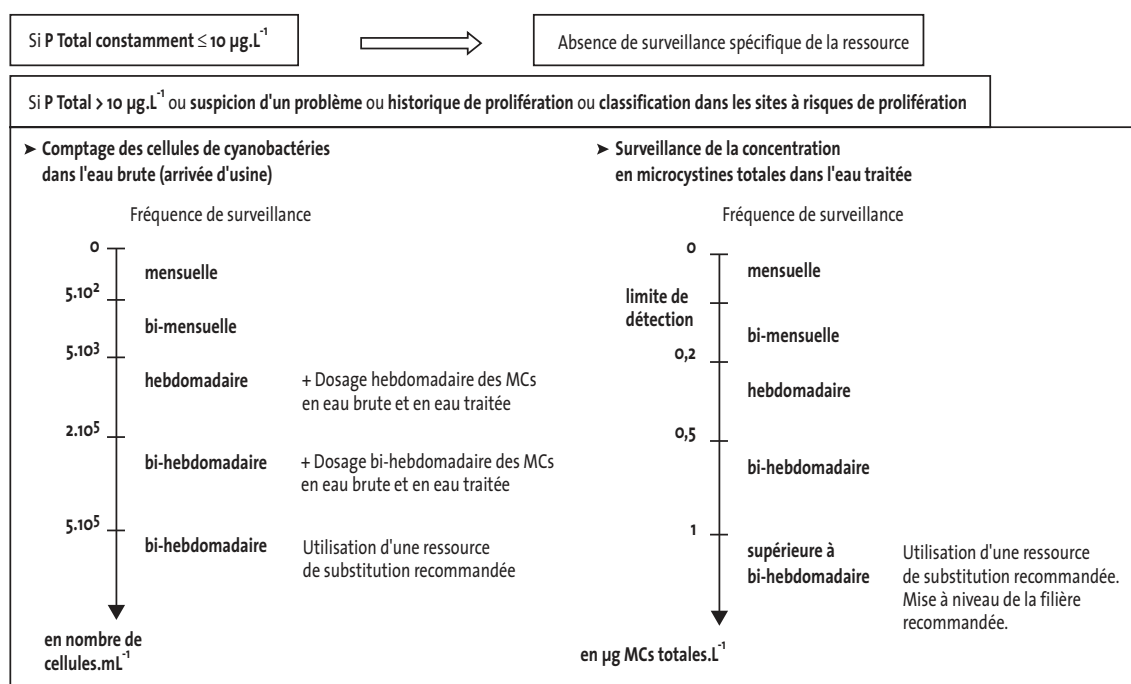 Si P Total constamment ≤ 10 µg.L⁻¹
Absence de surveillance spécifique de la ressource
Si P Total > 10 µg.L⁻¹ ou suspicion d'un problème ou historique de prolifération ou classification dans les sites à risques de prolifération
➤ Comptage des cellules de cyanobactéries
dans l'eau brute (arrivée d'usine)
Fréquence de surveillance
0
mensuelle
5.10²
bi-mensuelle
5.10³
hebdomadaire
+ Dosage hebdomadaire des MCs
en eau brute et en eau traitée
2.10⁵
bi-hebdomadaire
+ Dosage bi-hebdomadaire des MCs
en eau brute et en eau traitée
5.10⁵
bi-hebdomadaire
Utilisation d'une ressource
de substitution recommandée
en nombre de
cellules.mL⁻¹
➤ Surveillance de la concentration
en microcystines totales dans l'eau traitée
Fréquence de surveillance
0
mensuelle
limite de
détection
bi-mensuelle
0,2
hebdomadaire
0,5
bi-hebdomadaire
1
supérieure à
bi-hebdomadaire
Utilisation d'une ressource
de substitution recommandée.
Mise à niveau de la filière
recommandée.
en µg MCs totales.L⁻¹